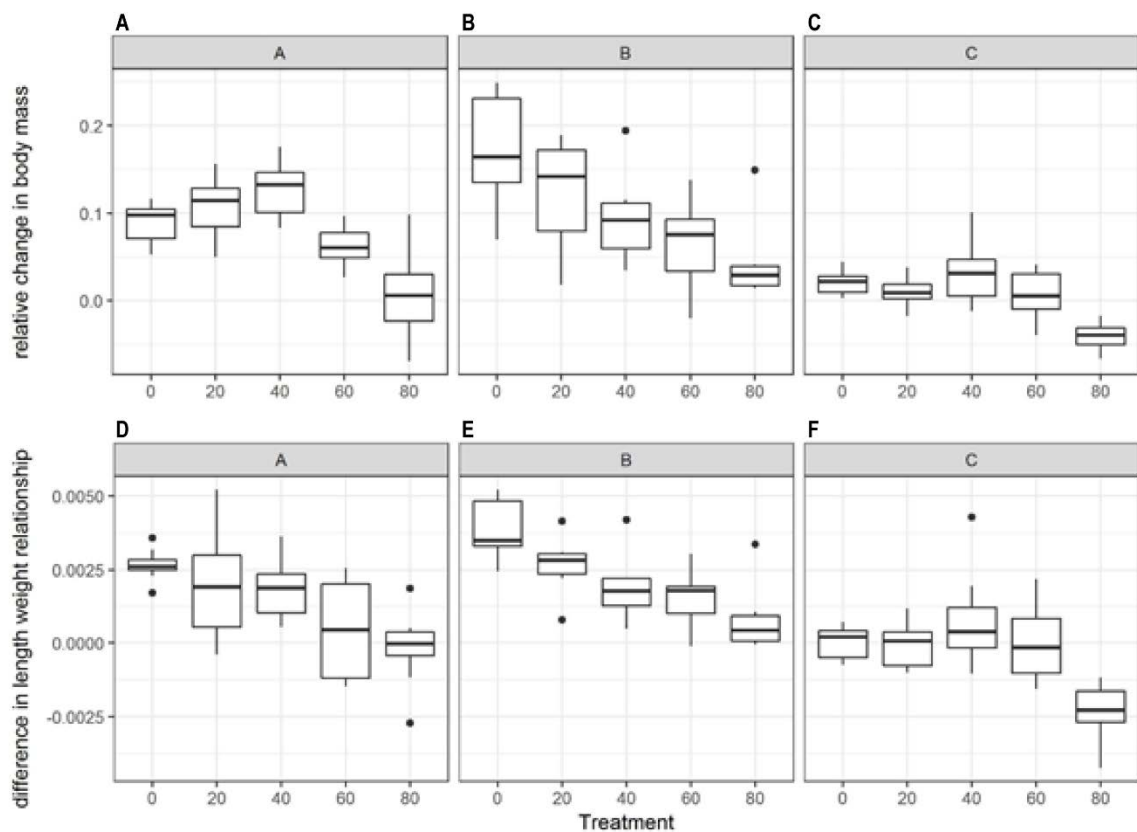 A B C
A B C
relative change in body mass
0.2
0.1
0.0
0 20 40 60 80 0 20 40 60 80 0 20 40 60 80
D E F
A B C
difference in length weight relationship
0.0050
0.0025
0.0000
-0.0025
0 20 40 60 80 0 20 40 60 80 0 20 40 60 80
Treatment